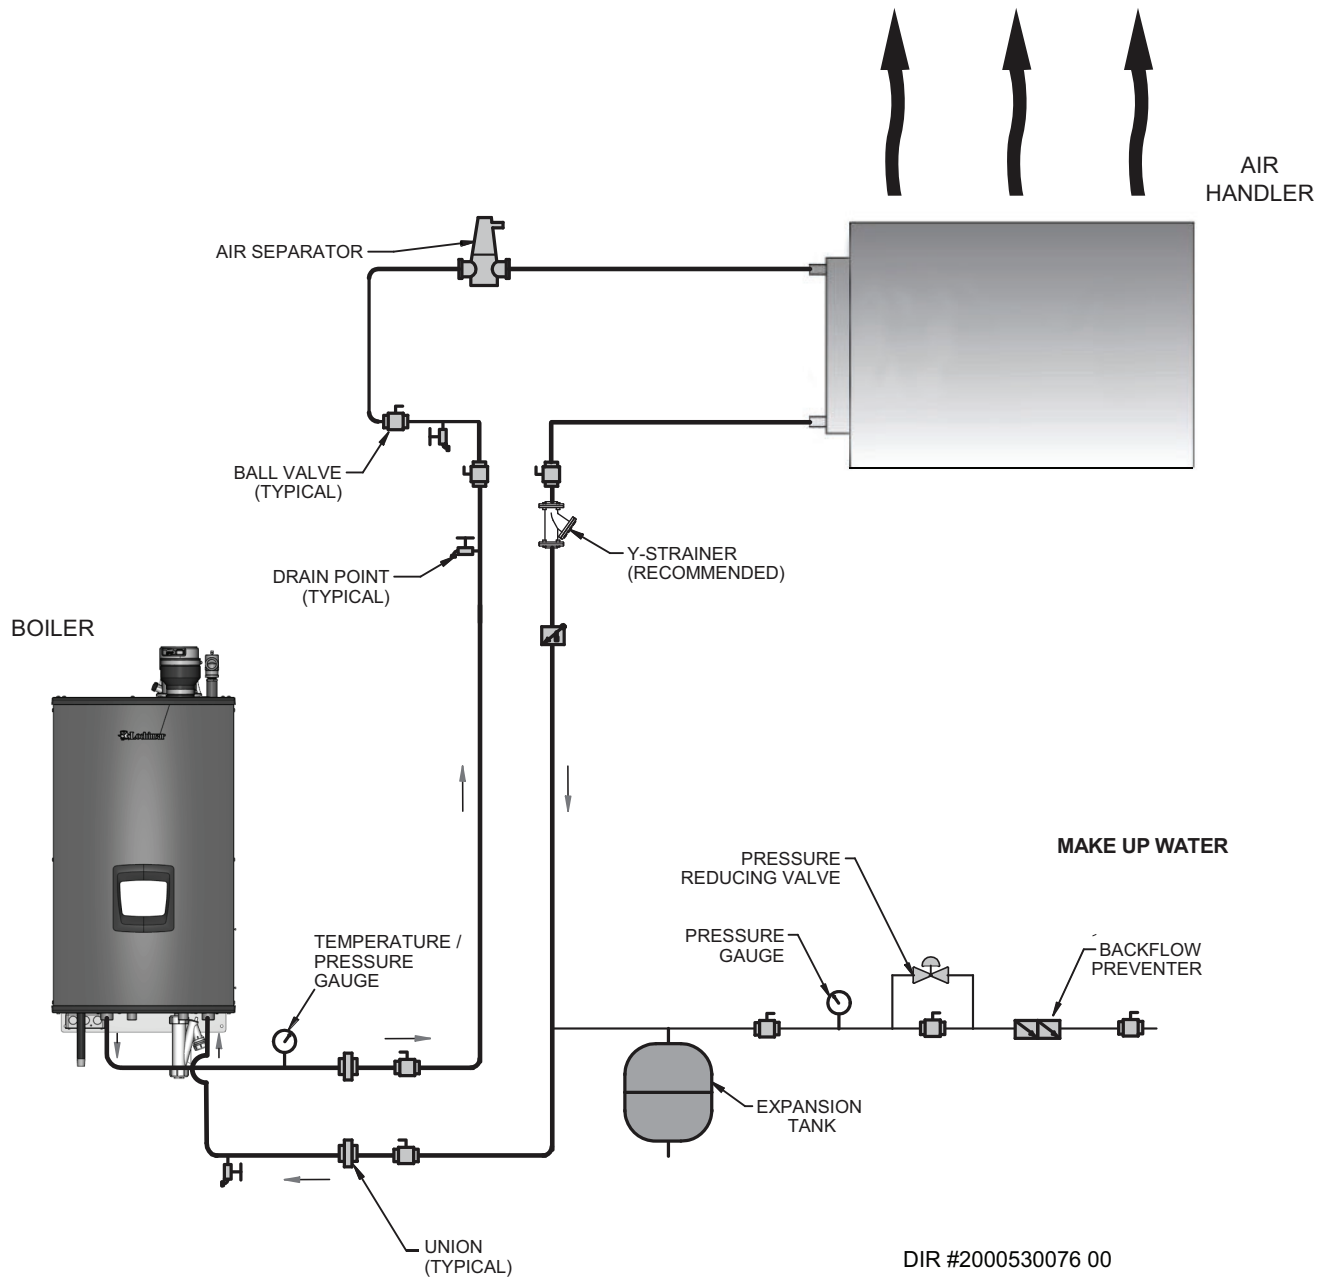 AIR
HANDLER
AIR SEPARATOR
BALL VALVE
(TYPICAL)
Y-STRAINER
(RECOMMENDED)
DRAIN POINT
(TYPICAL)
BOILER
Lochinvar
MAKE UP WATER
PRESSURE
REDUCING VALVE
PRESSURE
GAUGE
BACKFLOW
PREVENTER
TEMPERATURE /
PRESSURE
GAUGE
EXPANSION
TANK
UNION
(TYPICAL)
DIR #2000530076 00